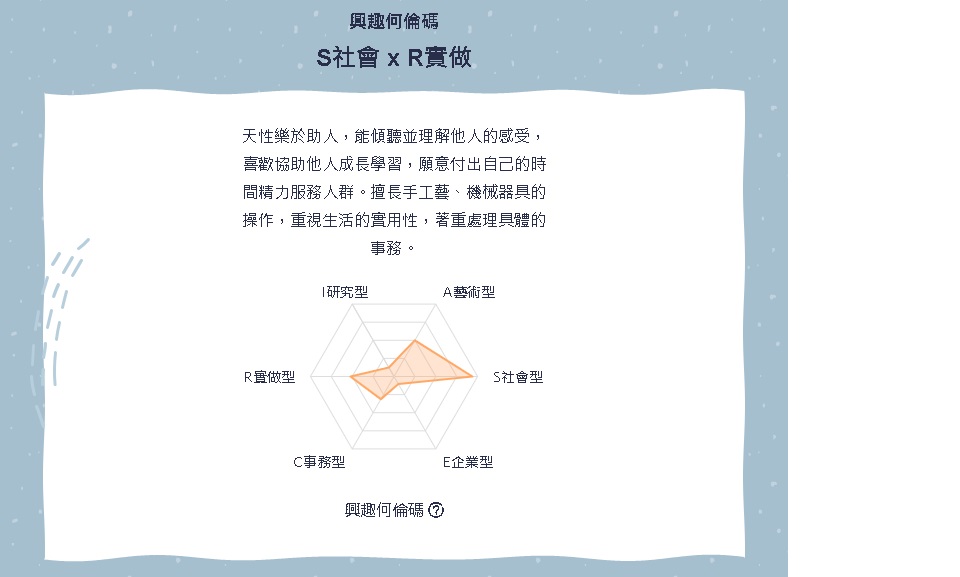 興趣何倫碼
S社會 x R實做
天性樂於助人，能傾聽並理解他人的感受，
喜歡協助他人成長學習，願意付出自己的時
間精力服務人群。擅長手工藝、機械器具的
操作，重視生活的實用性，著重處理具體的
事務。
I研究型
A藝術型
R實做型
S社會型
C事務型
E企業型
興趣何倫碼 ?